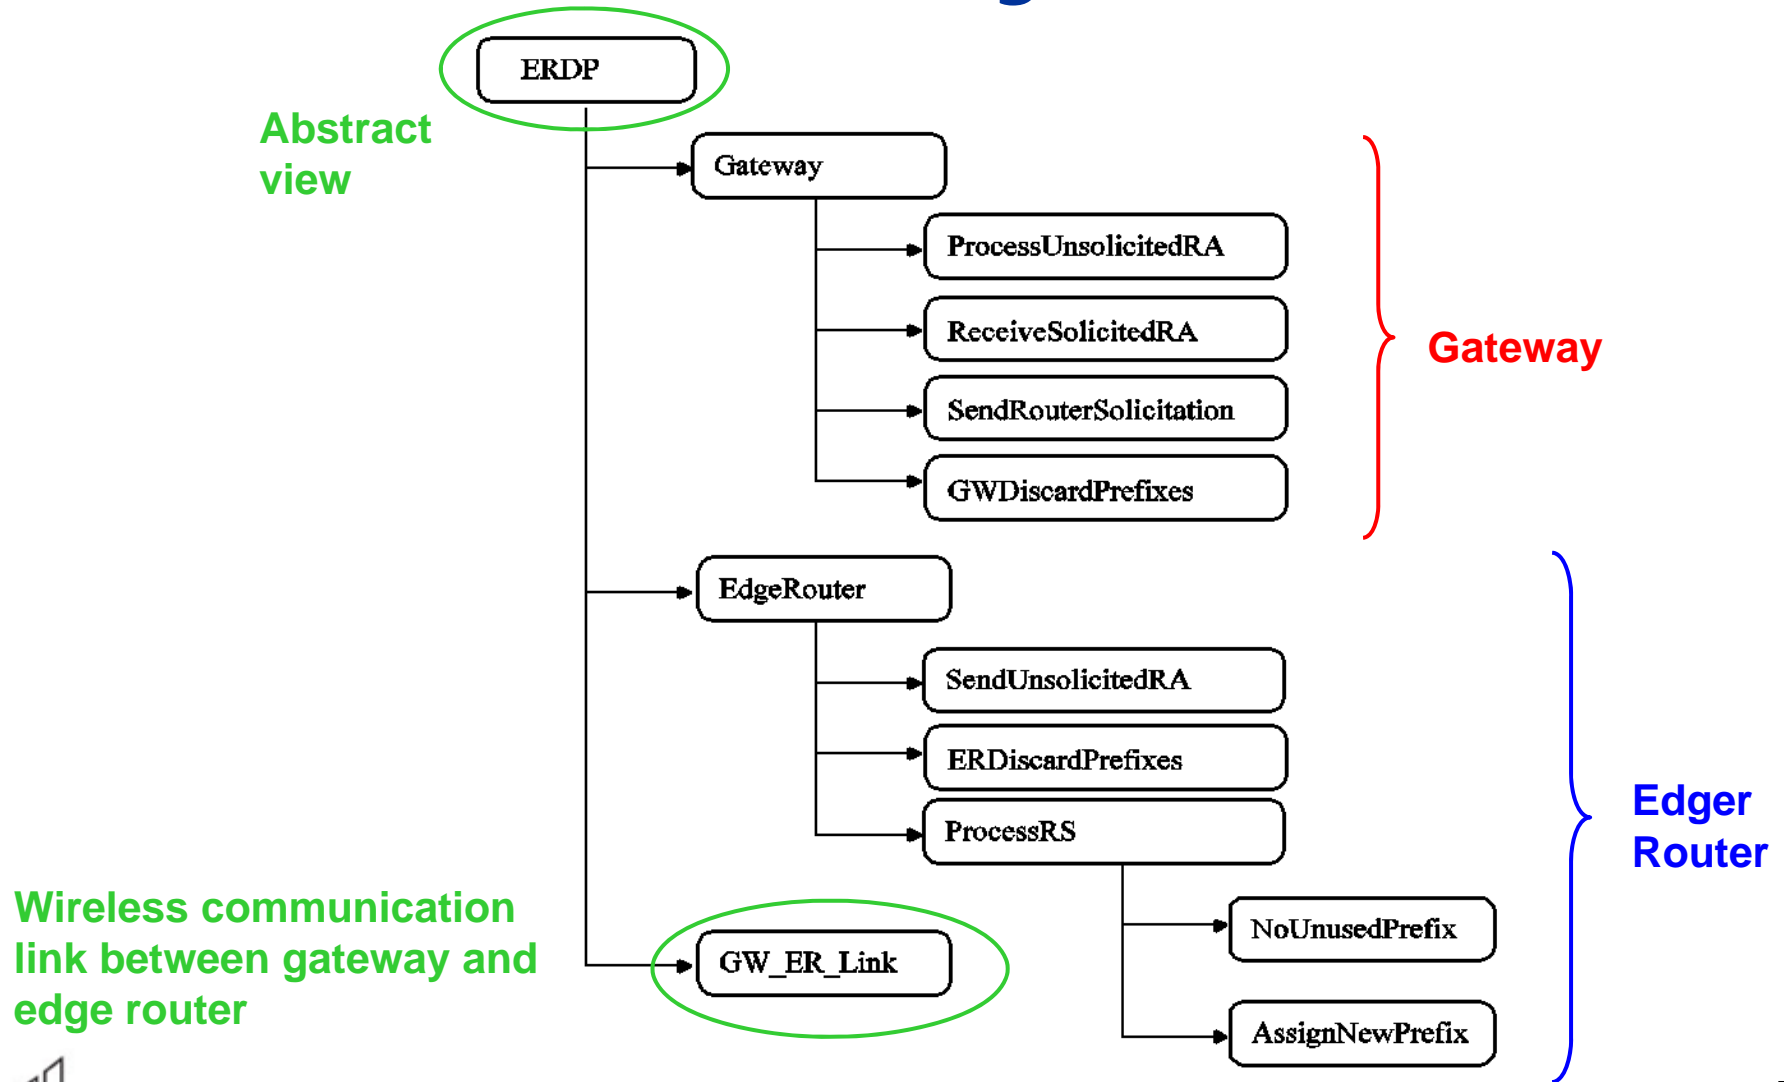 ERDP
Abstract
view
Gateway
ProcessUnsolicitedRA
ReceiveSolicitedRA
Gateway
SendRouterSolicitation
GWDiscardPrefixes
EdgeRouter
SendUnsolicitedRA
ERDiscardPrefixes
ProcessRS
Edger
Router
Wireless communication
link between gateway and
edge router
GW_ER_Link
NoUnusedPrefix
AssignNewPrefix